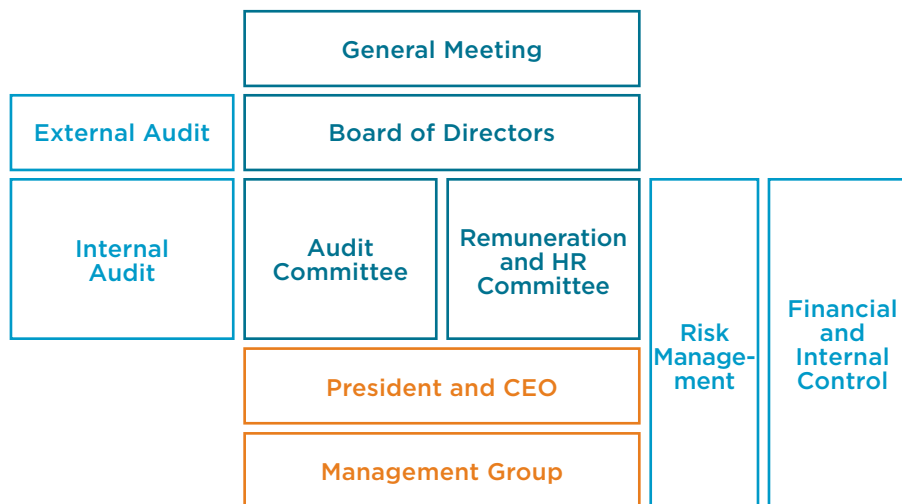 General Meeting
External Audit
Board of Directors
Internal
Audit
Audit
Committee
Remuneration
and HR
Committee
Risk
Manage-
ment
Financial
and
Internal
Control
President and CEO
Management Group